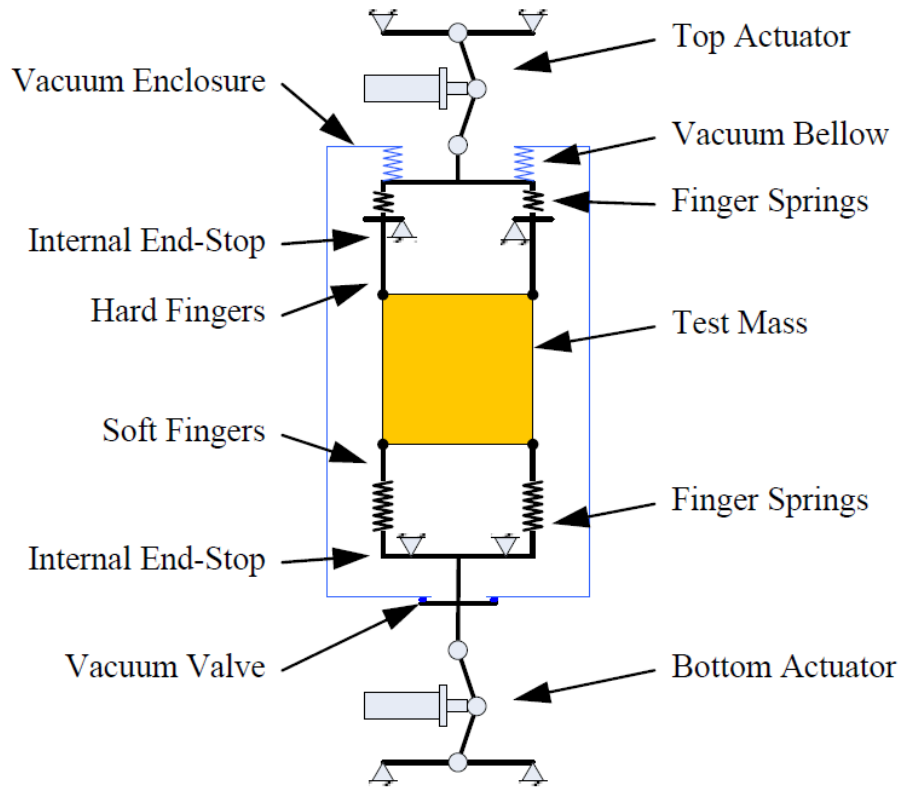 Top Actuator
Vacuum Enclosure
Vacuum Bellow
Finger Springs
Internal End-Stop
Hard Fingers
Test Mass
Soft Fingers
Finger Springs
Internal End-Stop
Vacuum Valve
Bottom Actuator